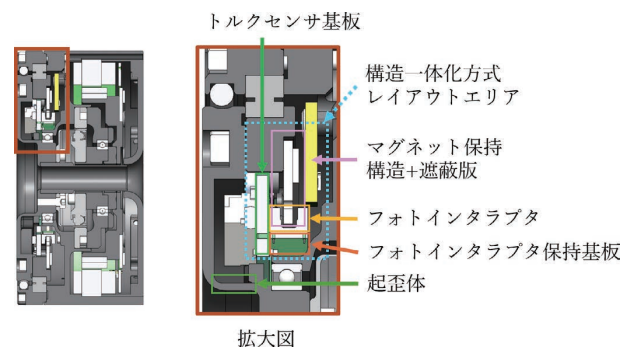 トルクセンサ基板
構造一体化方式
レイアウトエリア
マグネット保持
構造+遮蔽版
フォトインタラプタ
フォトインタラプタ保持基板
起歪体
拡大図